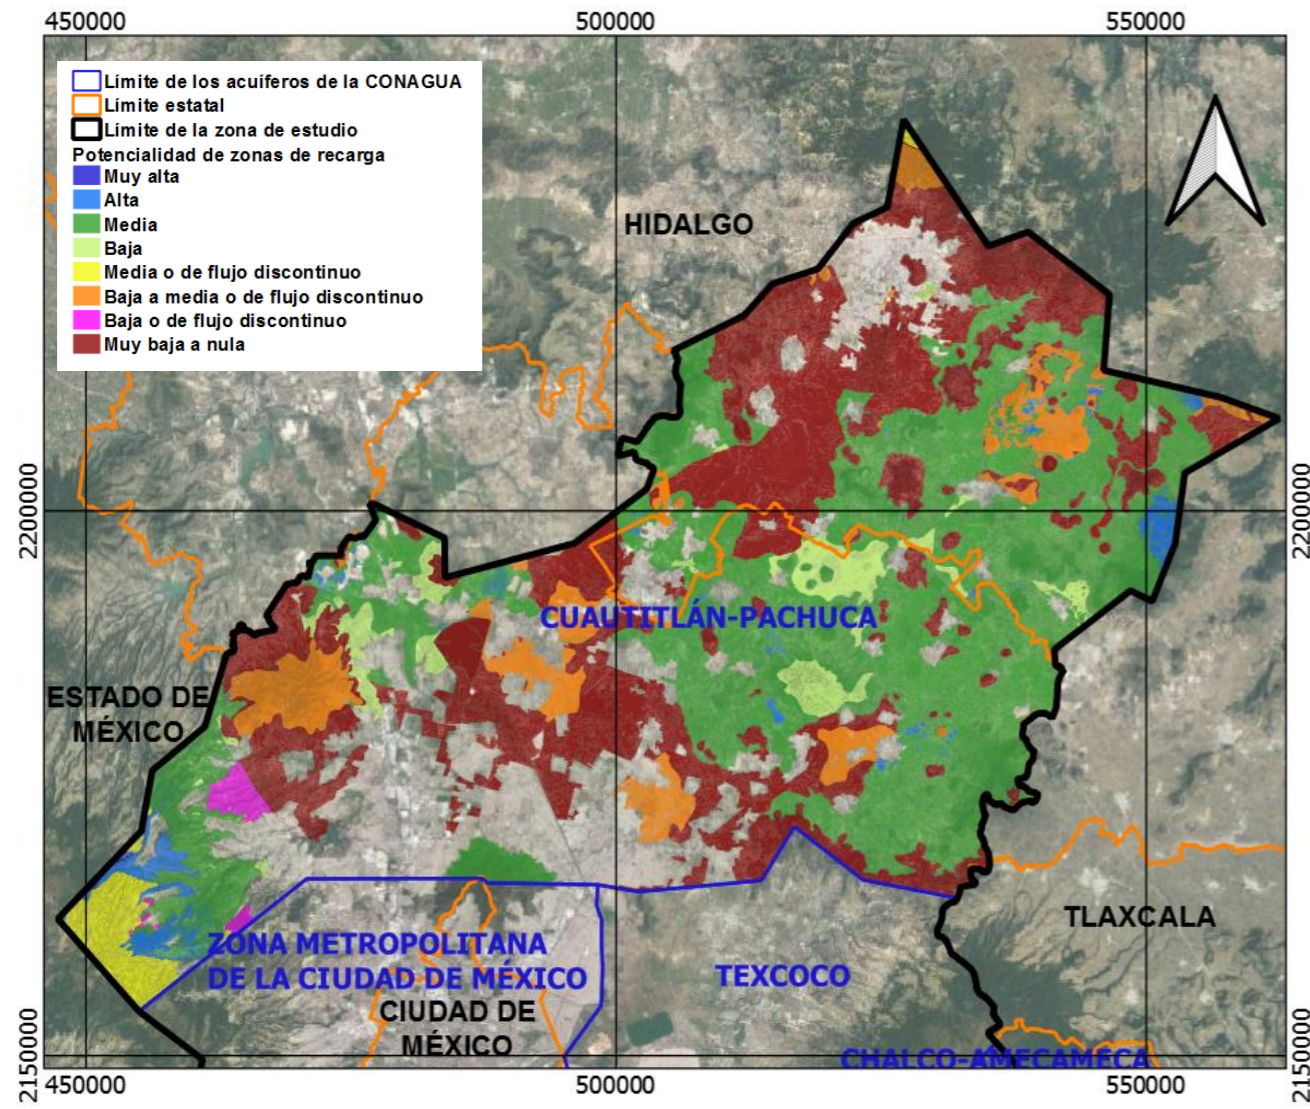 450000
500000
550000
Límite de los acuíferos de la CONAGUA
Límite estatal
Límite de la zona de estudio
Potencialidad de zonas de recarga
Muy alta
Alta
Media
Baja
Media o de flujo discontinuo
Baja a media o de flujo discontinuo
Baja o de flujo discontinuo
Muy baja a nula
HIDALGO
2200000
2200000
CUAUTITLÁN-PACHUCA
ESTADO DE
MÉXICO
TLAXCALA
ZONA METROPOLITANA
DE LA CIUDAD DE MÉXICO
TEXCOCO
CIUDAD DE
MÉXICO
CHALCO-AMECAMECA
2150000
2150000
450000
500000
550000